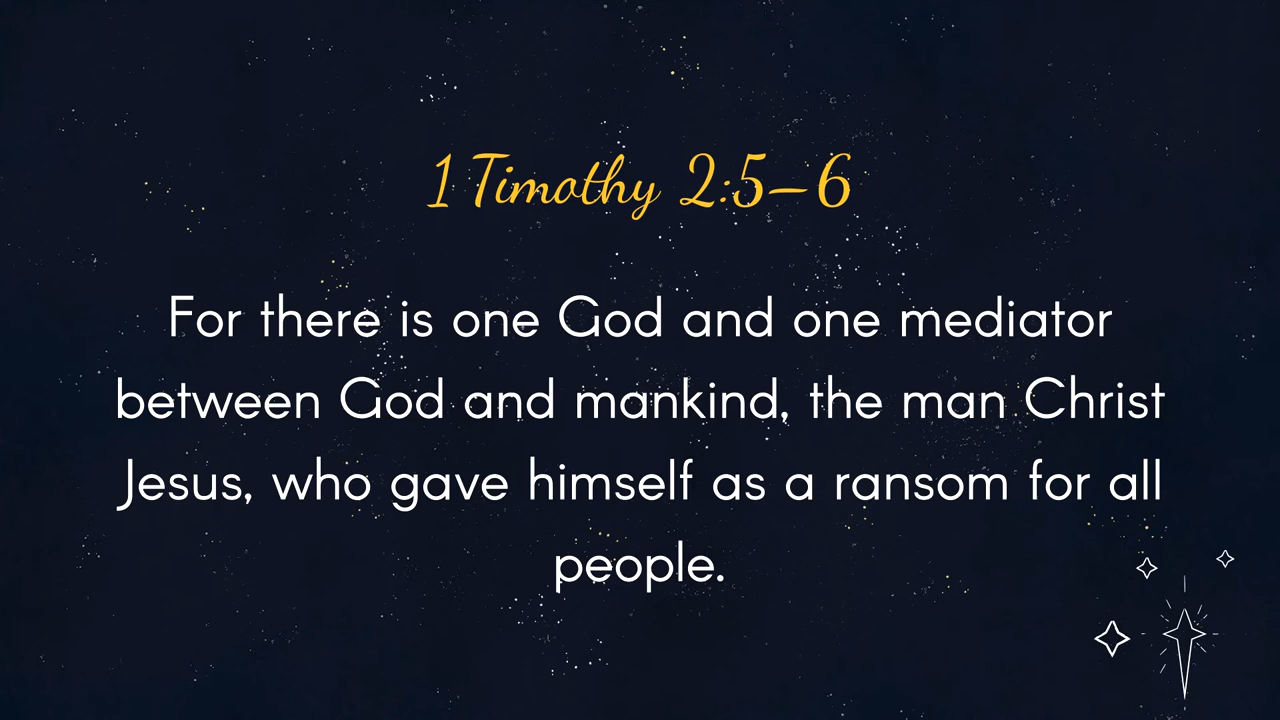 1 Timothy 2:5–6
For there is one God and one mediator
between God and mankind, the man Christ
Jesus, who gave himself as a ransom for all
people.